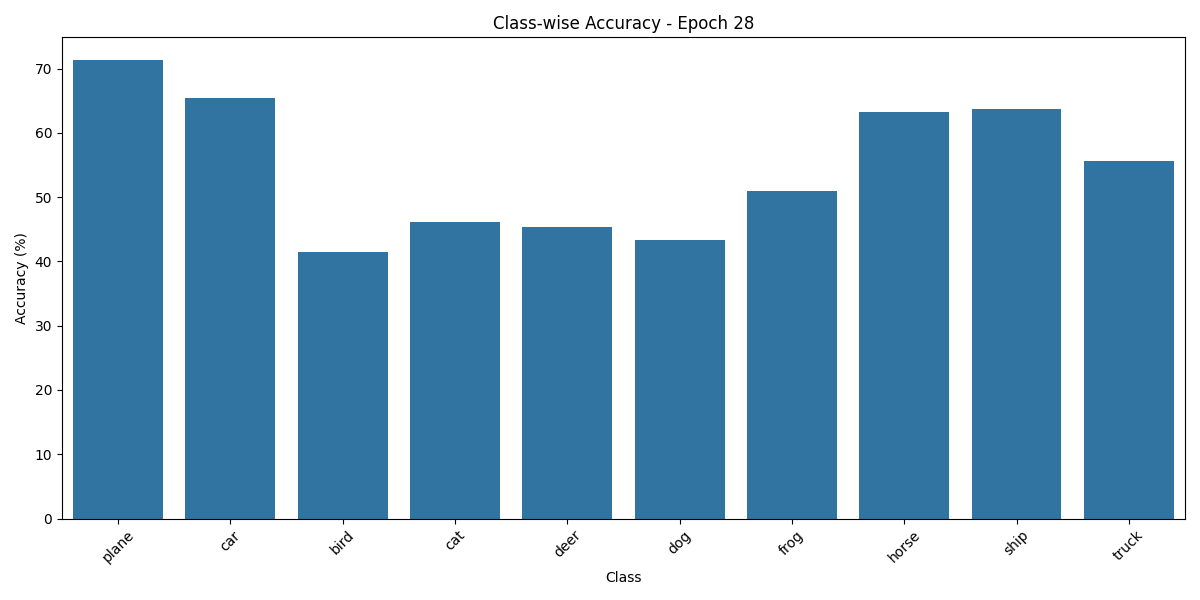 Class-wise Accuracy - Epoch 28
Accuracy (%)
70
60
50
40
30
20
10
0
plane
car
bird
cat
deer
dog
frog
horse
ship
truck
Class